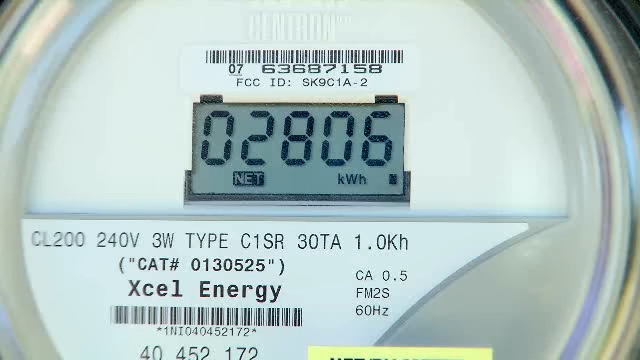 CENTRON
07 63687158
FCC ID: SK9C1A-2
02806
NET kWh
CL200 240V 3W TYPE C1SR 30TA 1.0Kh
("CAT# 0130525")
CA 0.5
Xcel Energy
FM2S
60Hz
*1NI040452172*
40 452 172